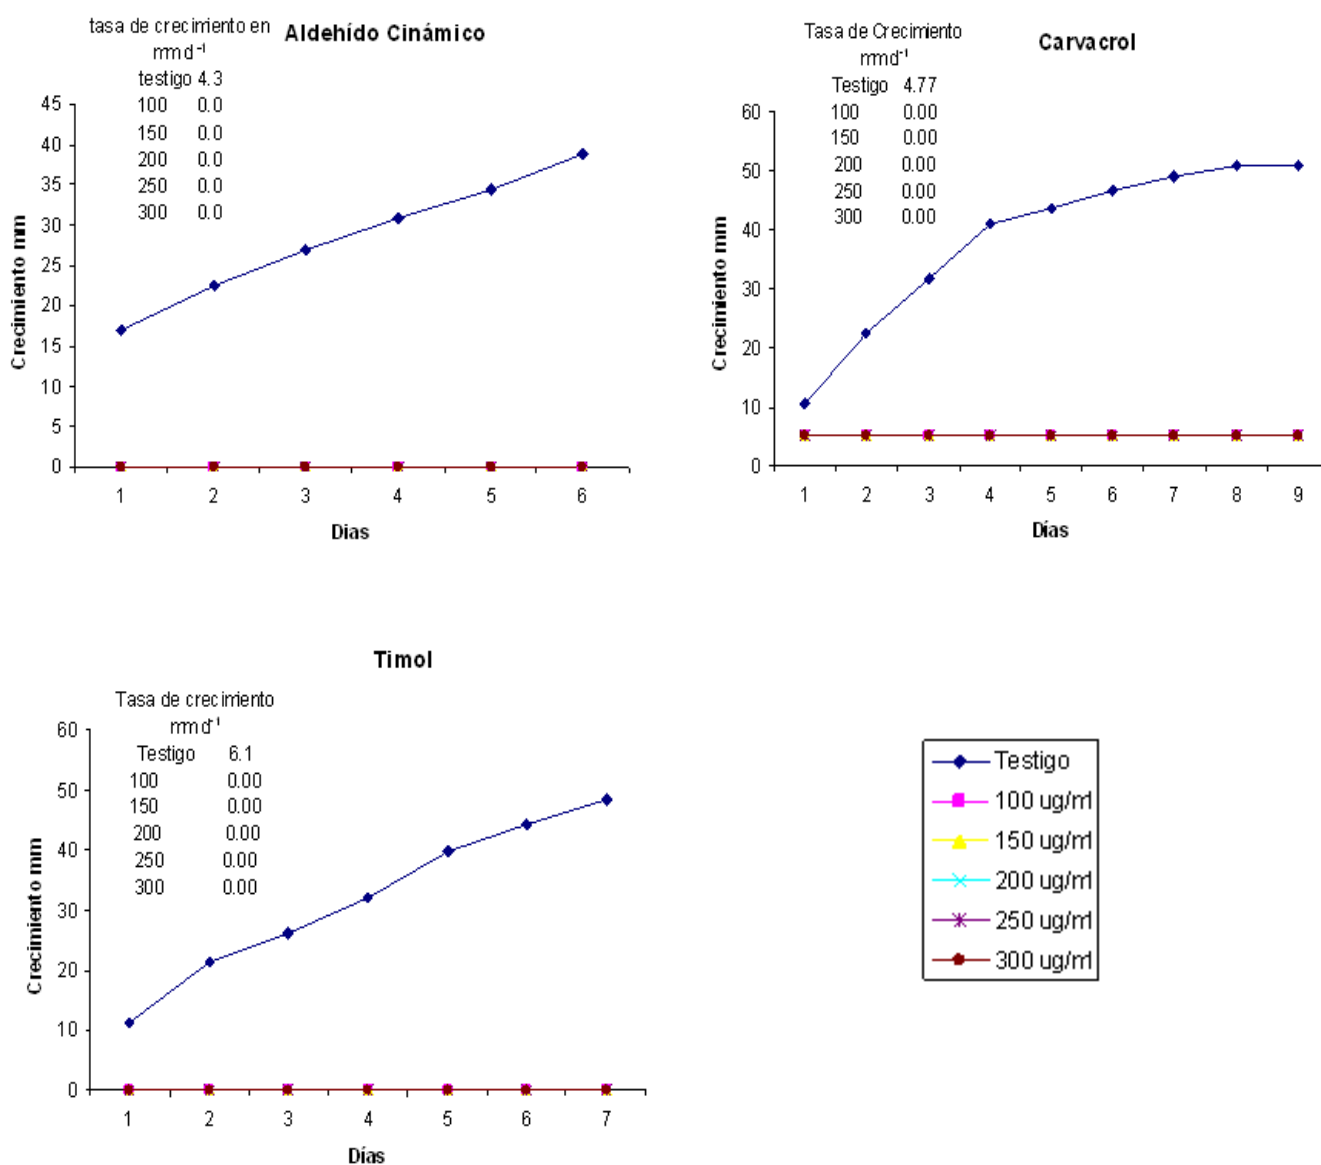 tasa de crecimiento en
mm d⁻¹
Aldehído Cinámico
testigo 4.3
100 0.0
150 0.0
200 0.0
250 0.0
300 0.0
45
40
35
30
25
20
15
10
5
0
Crecimiento mm
1 2 3 4 5 6
Dias
Tasa de Crecimiento
mm d⁻¹
Carvacrol
Testigo 4.77
100 0.00
150 0.00
200 0.00
250 0.00
300 0.00
60
50
40
30
20
10
0
Crecimiento mm
1 2 3 4 5 6 7 8 9
Días
Timol
Tasa de crecimiento
mm d⁻¹
Testigo 6.1
100 0.00
150 0.00
200 0.00
250 0.00
300 0.00
60
50
40
30
20
10
0
Crecimiento mm
1 2 3 4 5 6 7
Días
Testigo
100 ug/ml
150 ug/ml
200 ug/ml
250 ug/ml
300 ug/ml